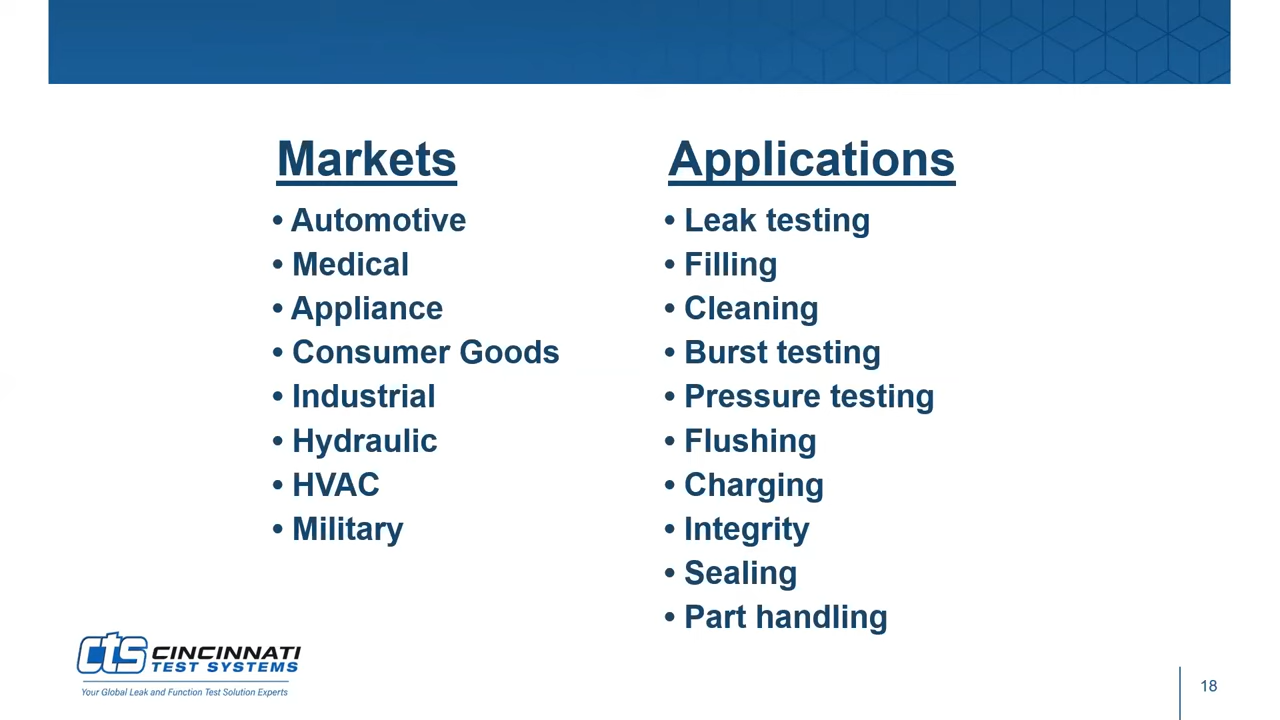 Markets
• Automotive
• Medical
• Appliance
• Consumer Goods
• Industrial
• Hydraulic
• HVAC
• Military
Applications
• Leak testing
• Filling
• Cleaning
• Burst testing
• Pressure testing
• Flushing
• Charging
• Integrity
• Sealing
• Part handling
cts CINCINNATI
TEST SYSTEMS
Your Global Leak and Function Test Solution Experts
18